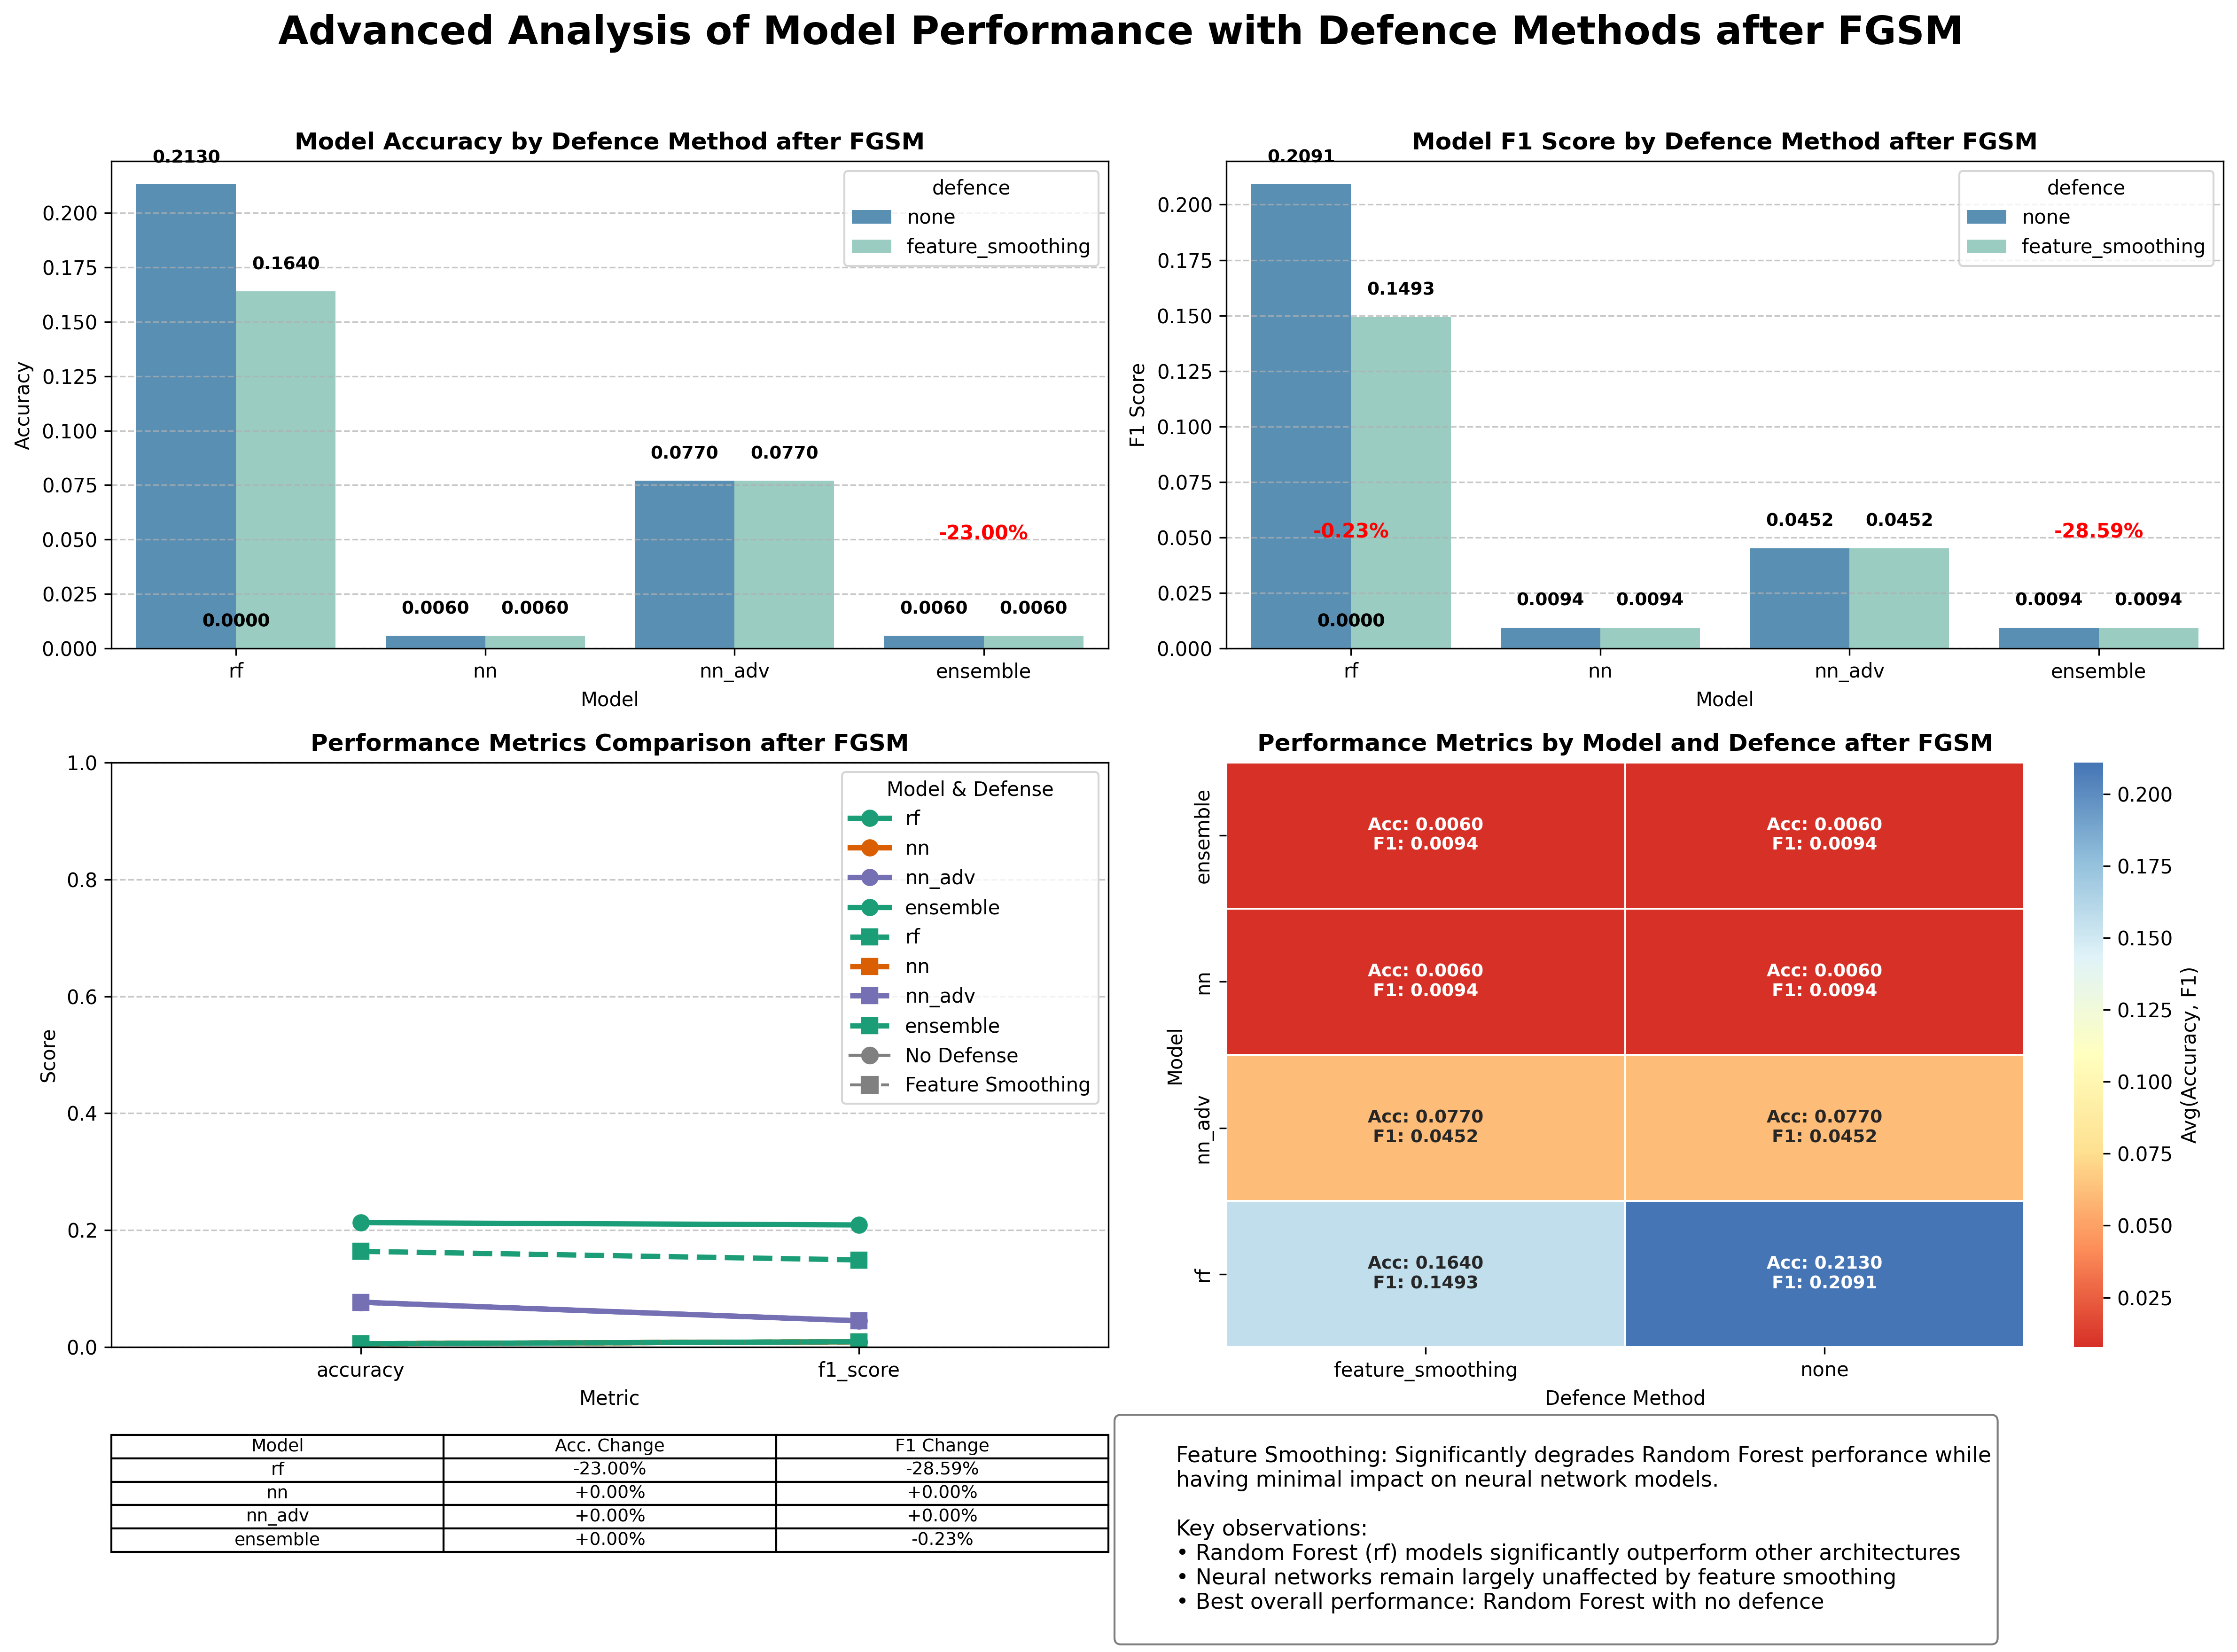 Advanced Analysis of Model Performance with Defence Methods after FGSM
Model Accuracy by Defence Method after FGSM
0.2130
0.1640
0.0000
0.0060
0.0060
0.0770
0.0770
-23.00%
0.0060
0.0060
defence
none
feature_smoothing
0.200
0.175
0.150
0.125
0.100
0.075
0.050
0.025
0.000
Accuracy
rf
nn
nn_adv
ensemble
Model
Model F1 Score by Defence Method after FGSM
0.2091
0.1493
-0.23%
0.0000
0.0094
0.0094
0.0452
0.0452
-28.59%
0.0094
0.0094
defence
none
feature_smoothing
0.200
0.175
0.150
0.125
0.100
0.075
0.050
0.025
0.000
F1 Score
rf
nn
nn_adv
ensemble
Model
Performance Metrics Comparison after FGSM
Model & Defense
rf
nn
nn_adv
ensemble
rf
nn
nn_adv
ensemble
No Defense
Feature Smoothing
1.0
0.8
0.6
0.4
0.2
0.0
Score
accuracy
f1_score
Metric
Performance Metrics by Model and Defence after FGSM
ensemble
nn
nn_adv
rf
Model
Acc: 0.0060
F1: 0.0094
Acc: 0.0060
F1: 0.0094
Acc: 0.0060
F1: 0.0094
Acc: 0.0060
F1: 0.0094
Acc: 0.0770
F1: 0.0452
Acc: 0.0770
F1: 0.0452
Acc: 0.1640
F1: 0.1493
Acc: 0.2130
F1: 0.2091
feature_smoothing
none
Defence Method
0.200
0.175
0.150
0.125
0.100
0.075
0.050
0.025
Avg(Accuracy, F1)
Model Acc. Change F1 Change
rf -23.00% -28.59%
nn +0.00% +0.00%
nn_adv +0.00% +0.00%
ensemble +0.00% -0.23%
Feature Smoothing: Significantly degrades Random Forest perforance while
having minimal impact on neural network models.
Key observations:
• Random Forest (rf) models significantly outperform other architectures
• Neural networks remain largely unaffected by feature smoothing
• Best overall performance: Random Forest with no defence